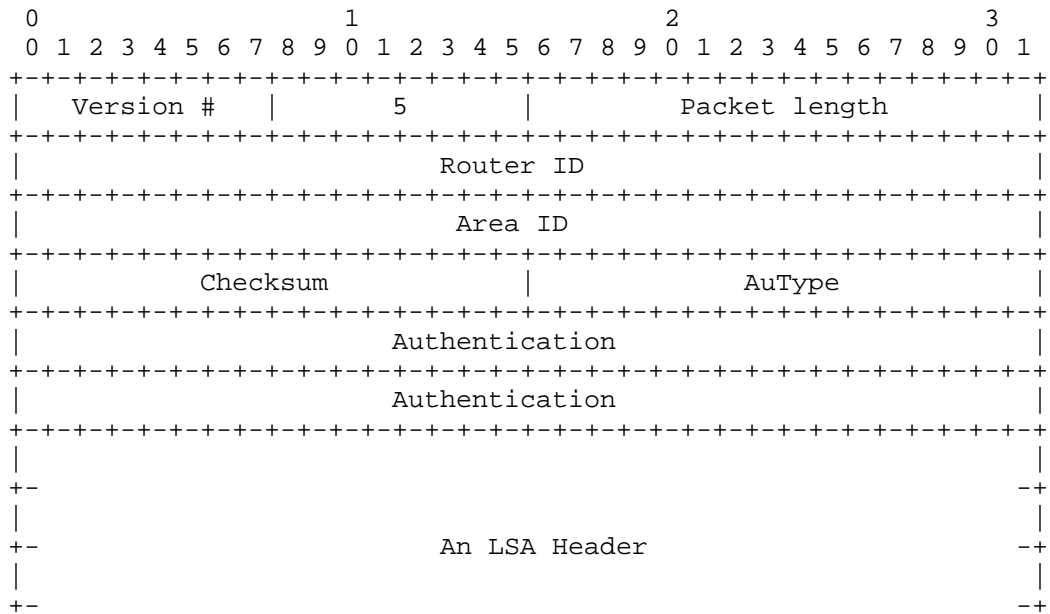 0                   1                   2                   3
 0 1 2 3 4 5 6 7 8 9 0 1 2 3 4 5 6 7 8 9 0 1 2 3 4 5 6 7 8 9 0 1
+-+-+-+-+-+-+-+-+-+-+-+-+-+-+-+-+-+-+-+-+-+-+-+-+-+-+-+-+-+-+-+-+
|   Version #   |       5       |         Packet length         |
+-+-+-+-+-+-+-+-+-+-+-+-+-+-+-+-+-+-+-+-+-+-+-+-+-+-+-+-+-+-+-+-+
|                          Router ID                            |
+-+-+-+-+-+-+-+-+-+-+-+-+-+-+-+-+-+-+-+-+-+-+-+-+-+-+-+-+-+-+-+-+
|                           Area ID                             |
+-+-+-+-+-+-+-+-+-+-+-+-+-+-+-+-+-+-+-+-+-+-+-+-+-+-+-+-+-+-+-+-+
|           Checksum            |             AuType            |
+-+-+-+-+-+-+-+-+-+-+-+-+-+-+-+-+-+-+-+-+-+-+-+-+-+-+-+-+-+-+-+-+
|                       Authentication                          |
+-+-+-+-+-+-+-+-+-+-+-+-+-+-+-+-+-+-+-+-+-+-+-+-+-+-+-+-+-+-+-+-+
|                       Authentication                          |
+-+-+-+-+-+-+-+-+-+-+-+-+-+-+-+-+-+-+-+-+-+-+-+-+-+-+-+-+-+-+-+-+
|                                                               |
+-                                                             -+
|                                                               |
+-                         An LSA Header                       -+
|                                                               |
+-                                                             -+